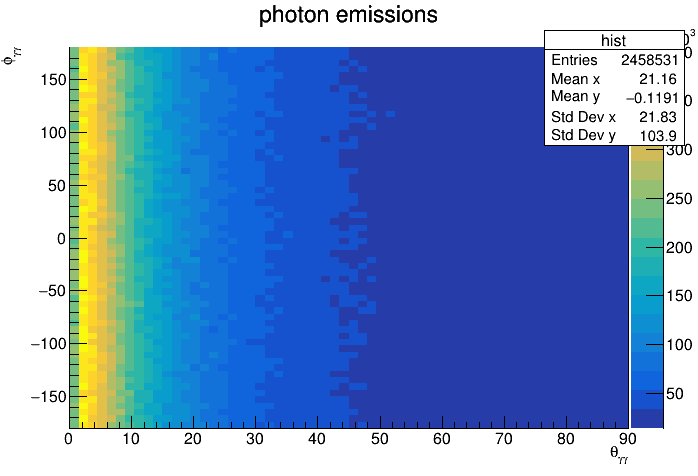 photon emissions
hist
Entries 2458531
Mean x 21.16
Mean y −0.1191
Std Dev x 21.83
Std Dev y 103.9
ϕγγ
150
100
50
0
−50
−100
−150
0 10 20 30 40 50 60 70 80 90
θγγ
300
250
200
150
100
50